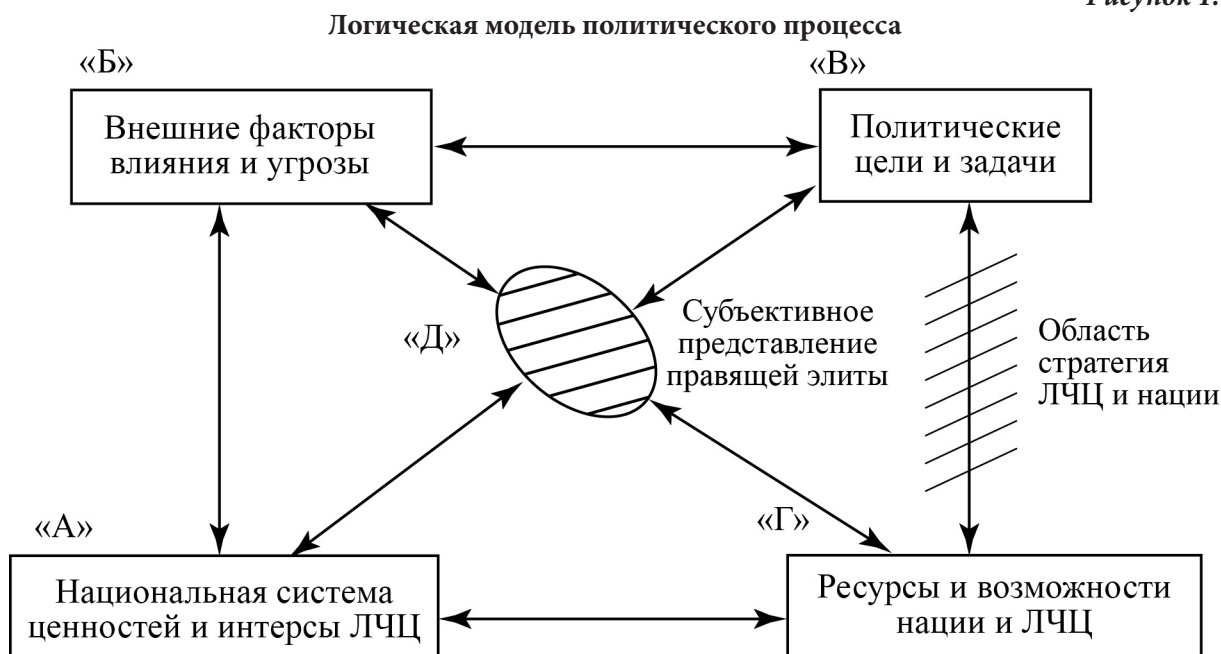 Рисунок 1.
Логическая модель политического процесса
«Б»
«В»
Внешние факторы
влияния и угрозы
Политические
цели и задачи
«Д»
Субъективное
представление
правящей элиты
Область
стратегия
ЛЧЦ и нации
«А»
«Г»
Национальная система
ценностей и интерсы ЛЧЦ
Ресурсы и возможности
нации и ЛЧЦ